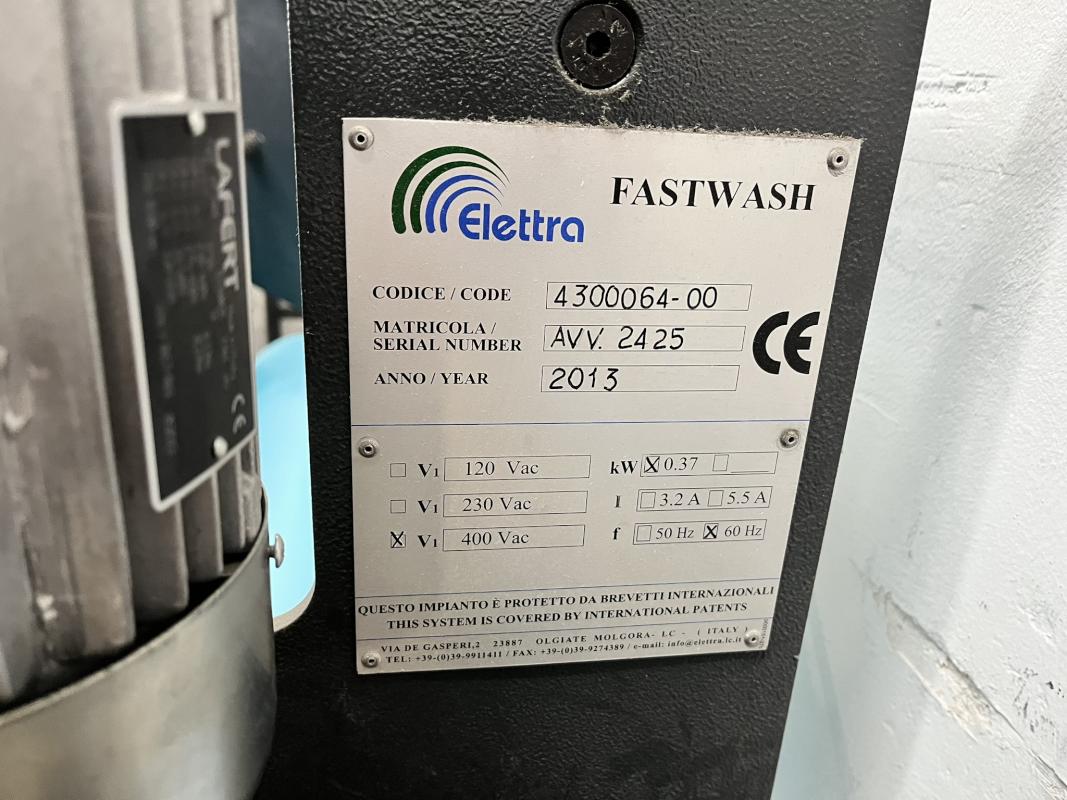 LAFERT
CE
Elettra
FASTWASH
CODICE / CODE 4300064-00
MATRICOLA /
SERIAL NUMBER AVV. 2425
CE
ANNO / YEAR 2013
V1 120 Vac kW X 0.37
V1 230 Vac I 3.2 A 5.5 A
X V1 400 Vac f 50 Hz X 60 Hz
QUESTO IMPIANTO È PROTETTO DA BREVETTI INTERNAZIONALI
THIS SYSTEM IS COVERED BY INTERNATIONAL PATENTS
VIA DE GASPERI,2 23887 OLGIATE MOLGORA- LC - ( ITALY )
TEL: +39-(0)39-9911411 / FAX: +39-(0)39-9274389 / e-mail: info@elettra.lc.it